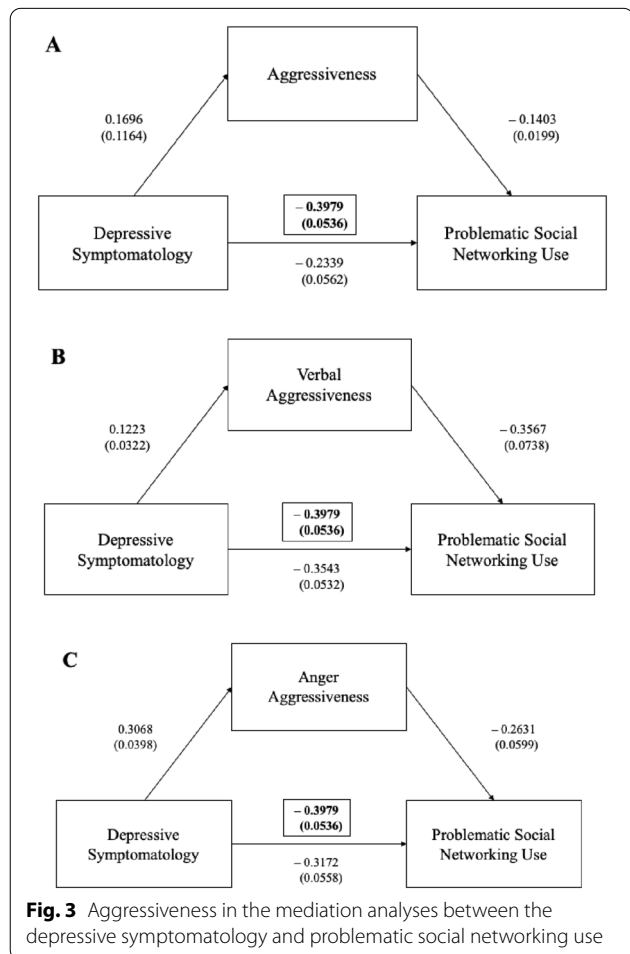 A
Aggressiveness
0.1696
(0.1164)
– 0.1403
(0.0199)
Depressive
Symptomatology
– 0.3979
(0.0536)
– 0.2339
(0.0562)
Problematic Social
Networking Use
B
Verbal
Aggressiveness
0.1223
(0.0322)
– 0.3567
(0.0738)
Depressive
Symptomatology
– 0.3979
(0.0536)
– 0.3543
(0.0532)
Problematic Social
Networking Use
C
Anger
Aggressiveness
0.3068
(0.0398)
– 0.2631
(0.0599)
Depressive
Symptomatology
– 0.3979
(0.0536)
– 0.3172
(0.0558)
Problematic Social
Networking Use
Fig. 3 Aggressiveness in the mediation analyses between the
depressive symptomatology and problematic social networking use